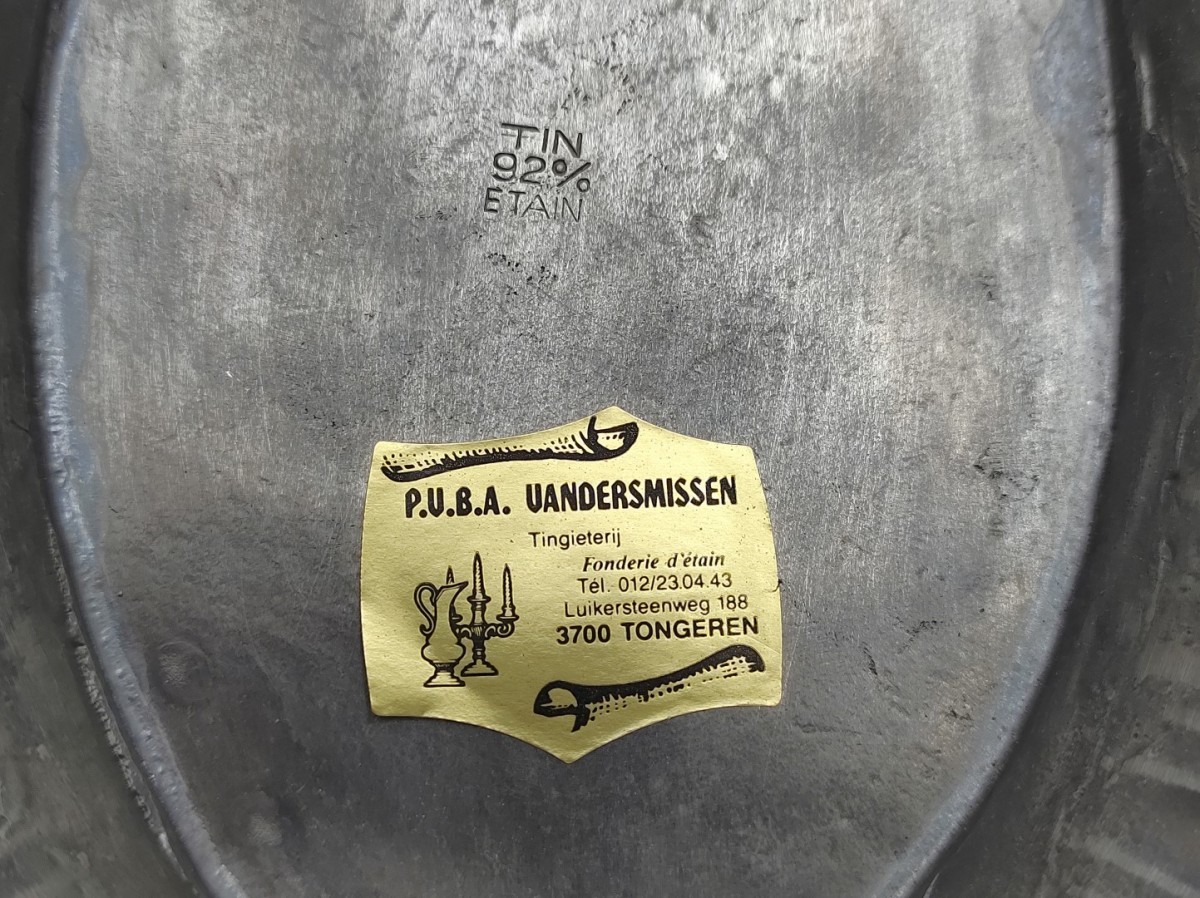 TIN
92%
ETAIN
P.V.B.A. VANDERSMISSEN
Tingieterij
Fonderie d'étain
Tél. 012/23.04.43
Luikersteenweg 188
3700 TONGEREN